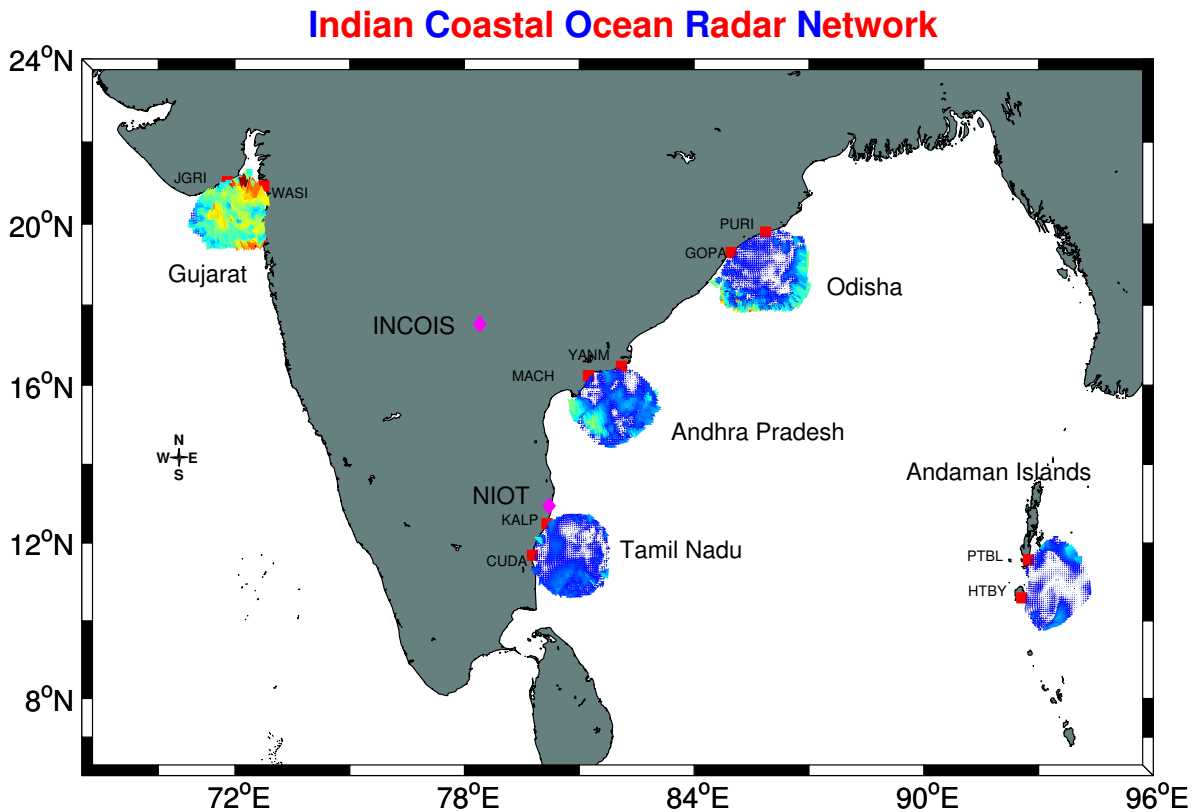 Indian Coastal Ocean Radar Network
24°N
20°N
16°N
12°N
8°N
JGRI
WASI
Gujarat
PURI
GOPA
Odisha
INCOIS
YANM
MACH
Andhra Pradesh
N
W E
S
Andaman Islands
NIOT
KALP
CUDA
Tamil Nadu
PTBL
HTBY
72°E
78°E
84°E
90°E
96°E